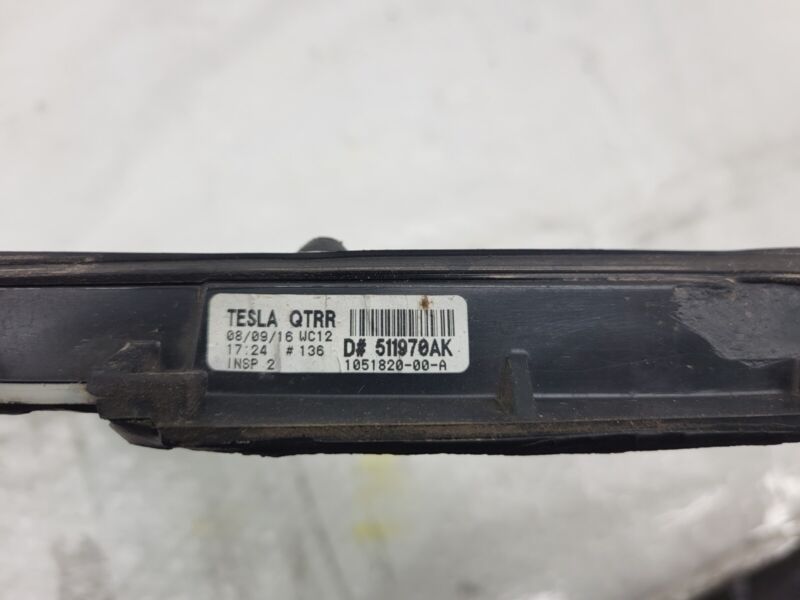 TESLA QTRR
08/09/16 WC12
17:24 # 136
INSP 2
D# 511970AK
1051820-00-A